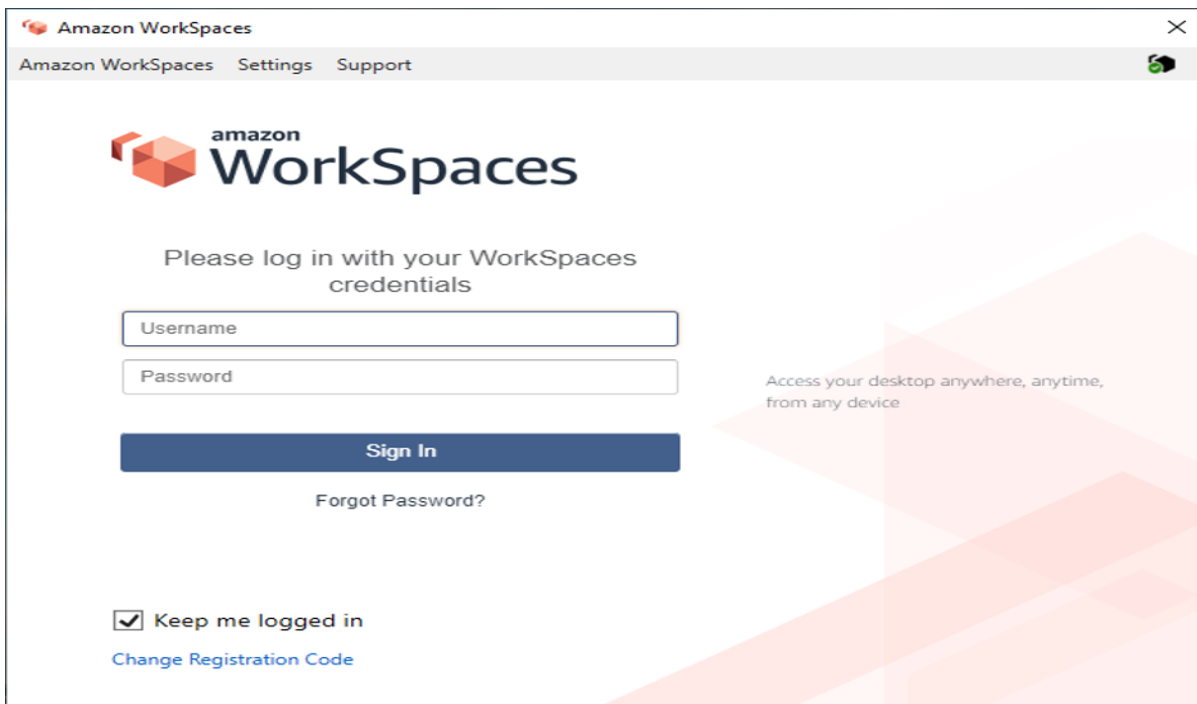 Amazon WorkSpaces
Amazon WorkSpaces Settings Support
amazon
WorkSpaces
Please log in with your WorkSpaces
credentials
Username
Password
Sign In
Forgot Password?
Access your desktop anywhere, anytime,
from any device
Keep me logged in
Change Registration Code